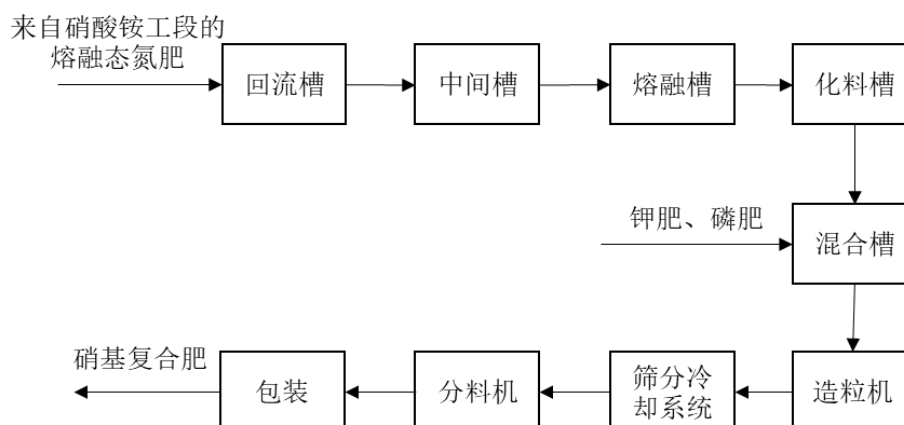 来自硝酸铵工段的
熔融态氮肥
回流槽
中间槽
熔融槽
化料槽
钾肥、磷肥
混合槽
硝基复合肥
包装
分料机
筛分冷
却系统
造粒机